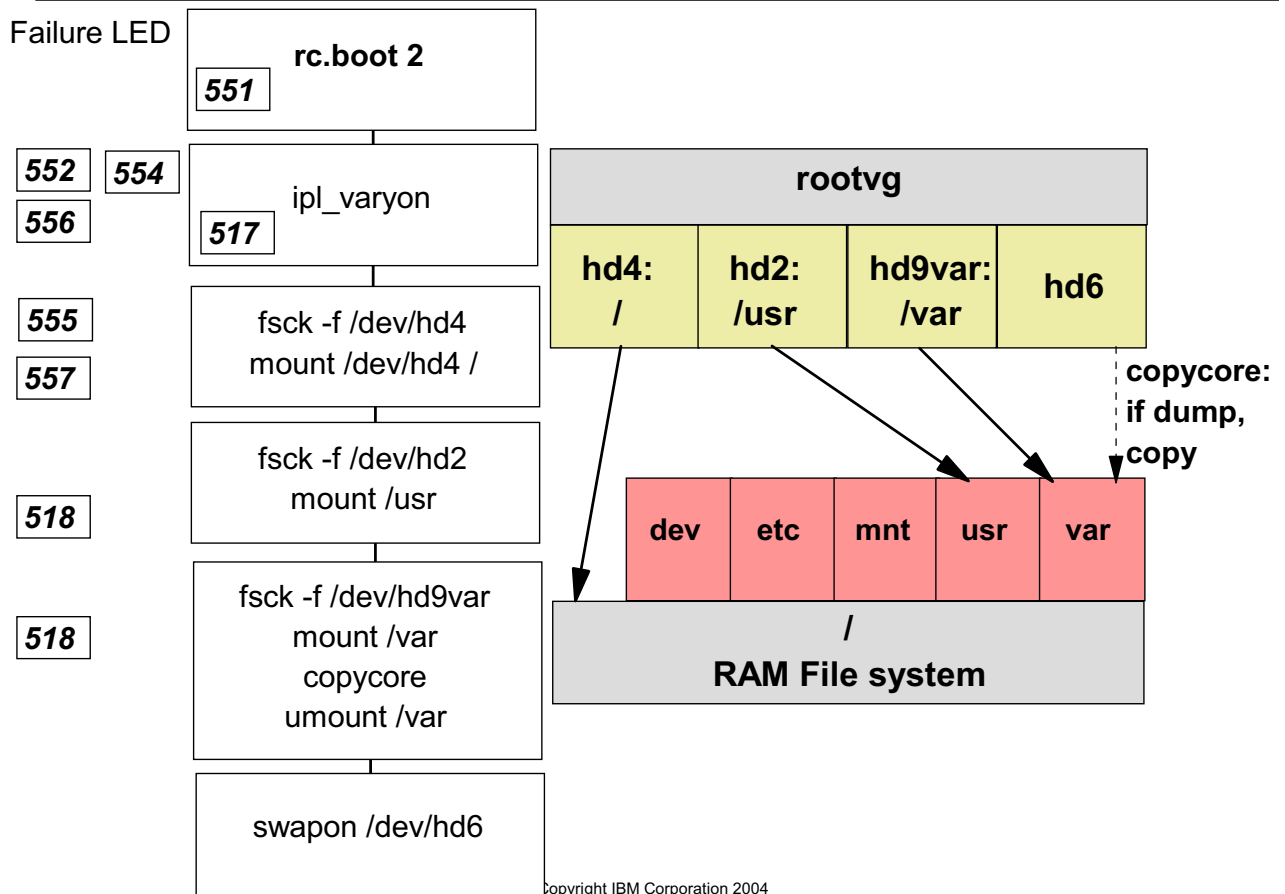 Failure LED
rc.boot 2
551
552
554
556
ipl_varyon
517
555
557
fsck -f /dev/hd4
mount /dev/hd4 /
518
fsck -f /dev/hd2
mount /usr
518
fsck -f /dev/hd9var
mount /var
copycore
umount /var
swapon /dev/hd6
rootvg
hd4:
/
hd2:
/usr
hd9var:
/var
hd6
copycore:
if dump,
copy
dev
etc
mnt
usr
var
/
RAM File system
Copyright IBM Corporation 2004